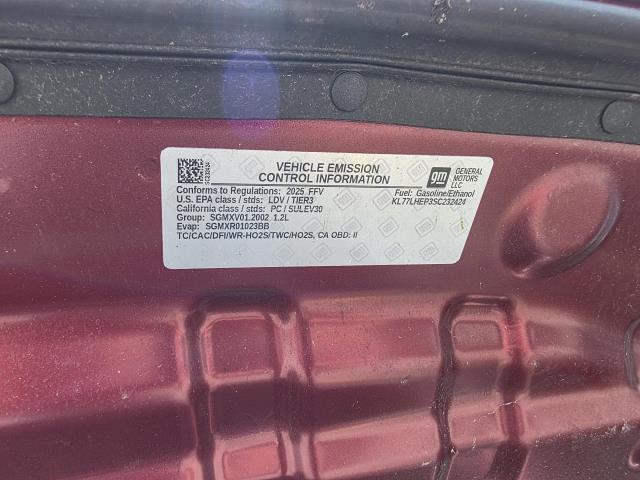 VEHICLE EMISSION
CONTROL INFORMATION
gm
GENERAL
MOTORS
LLC
Conforms to Regulations: 2025 FFV
Fuel: Gasoline/Ethanol
U.S. EPA class / stds: LDV / TIER3
KL77LHEP3SC232424
California class / stds: PC / SULEV30
Group: SGMXV01.2002 1.2L
Evap: SGMXR01023BB
TC/CAC/DFI/WR-HO2S/TWC/HO2S, CA OBD: II